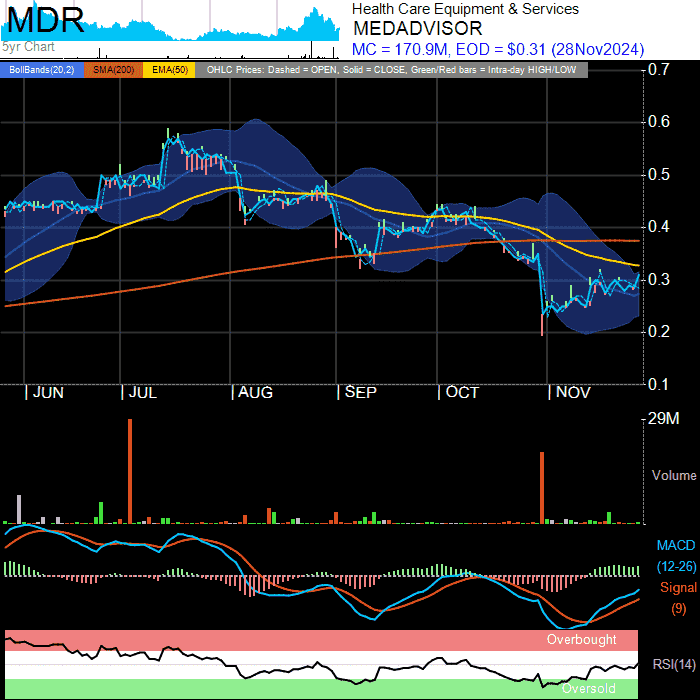 MDR
5yr Chart
Health Care Equipment & Services
MEDADVISOR
MC = 170.9M, EOD = $0.31 (28Nov2024)
BollBands(20,2) SMA(200) EMA(50) OHLC Prices: Dashed = OPEN, Solid = CLOSE, Green/Red bars = Intra-day HIGH/LOW
0.7
0.6
0.5
0.4
0.3
0.2
0.1
JUN JUL AUG SEP OCT NOV
29M
Volume
MACD
(12-26)
Signal
(9)
Overbought
RSI(14)
Oversold